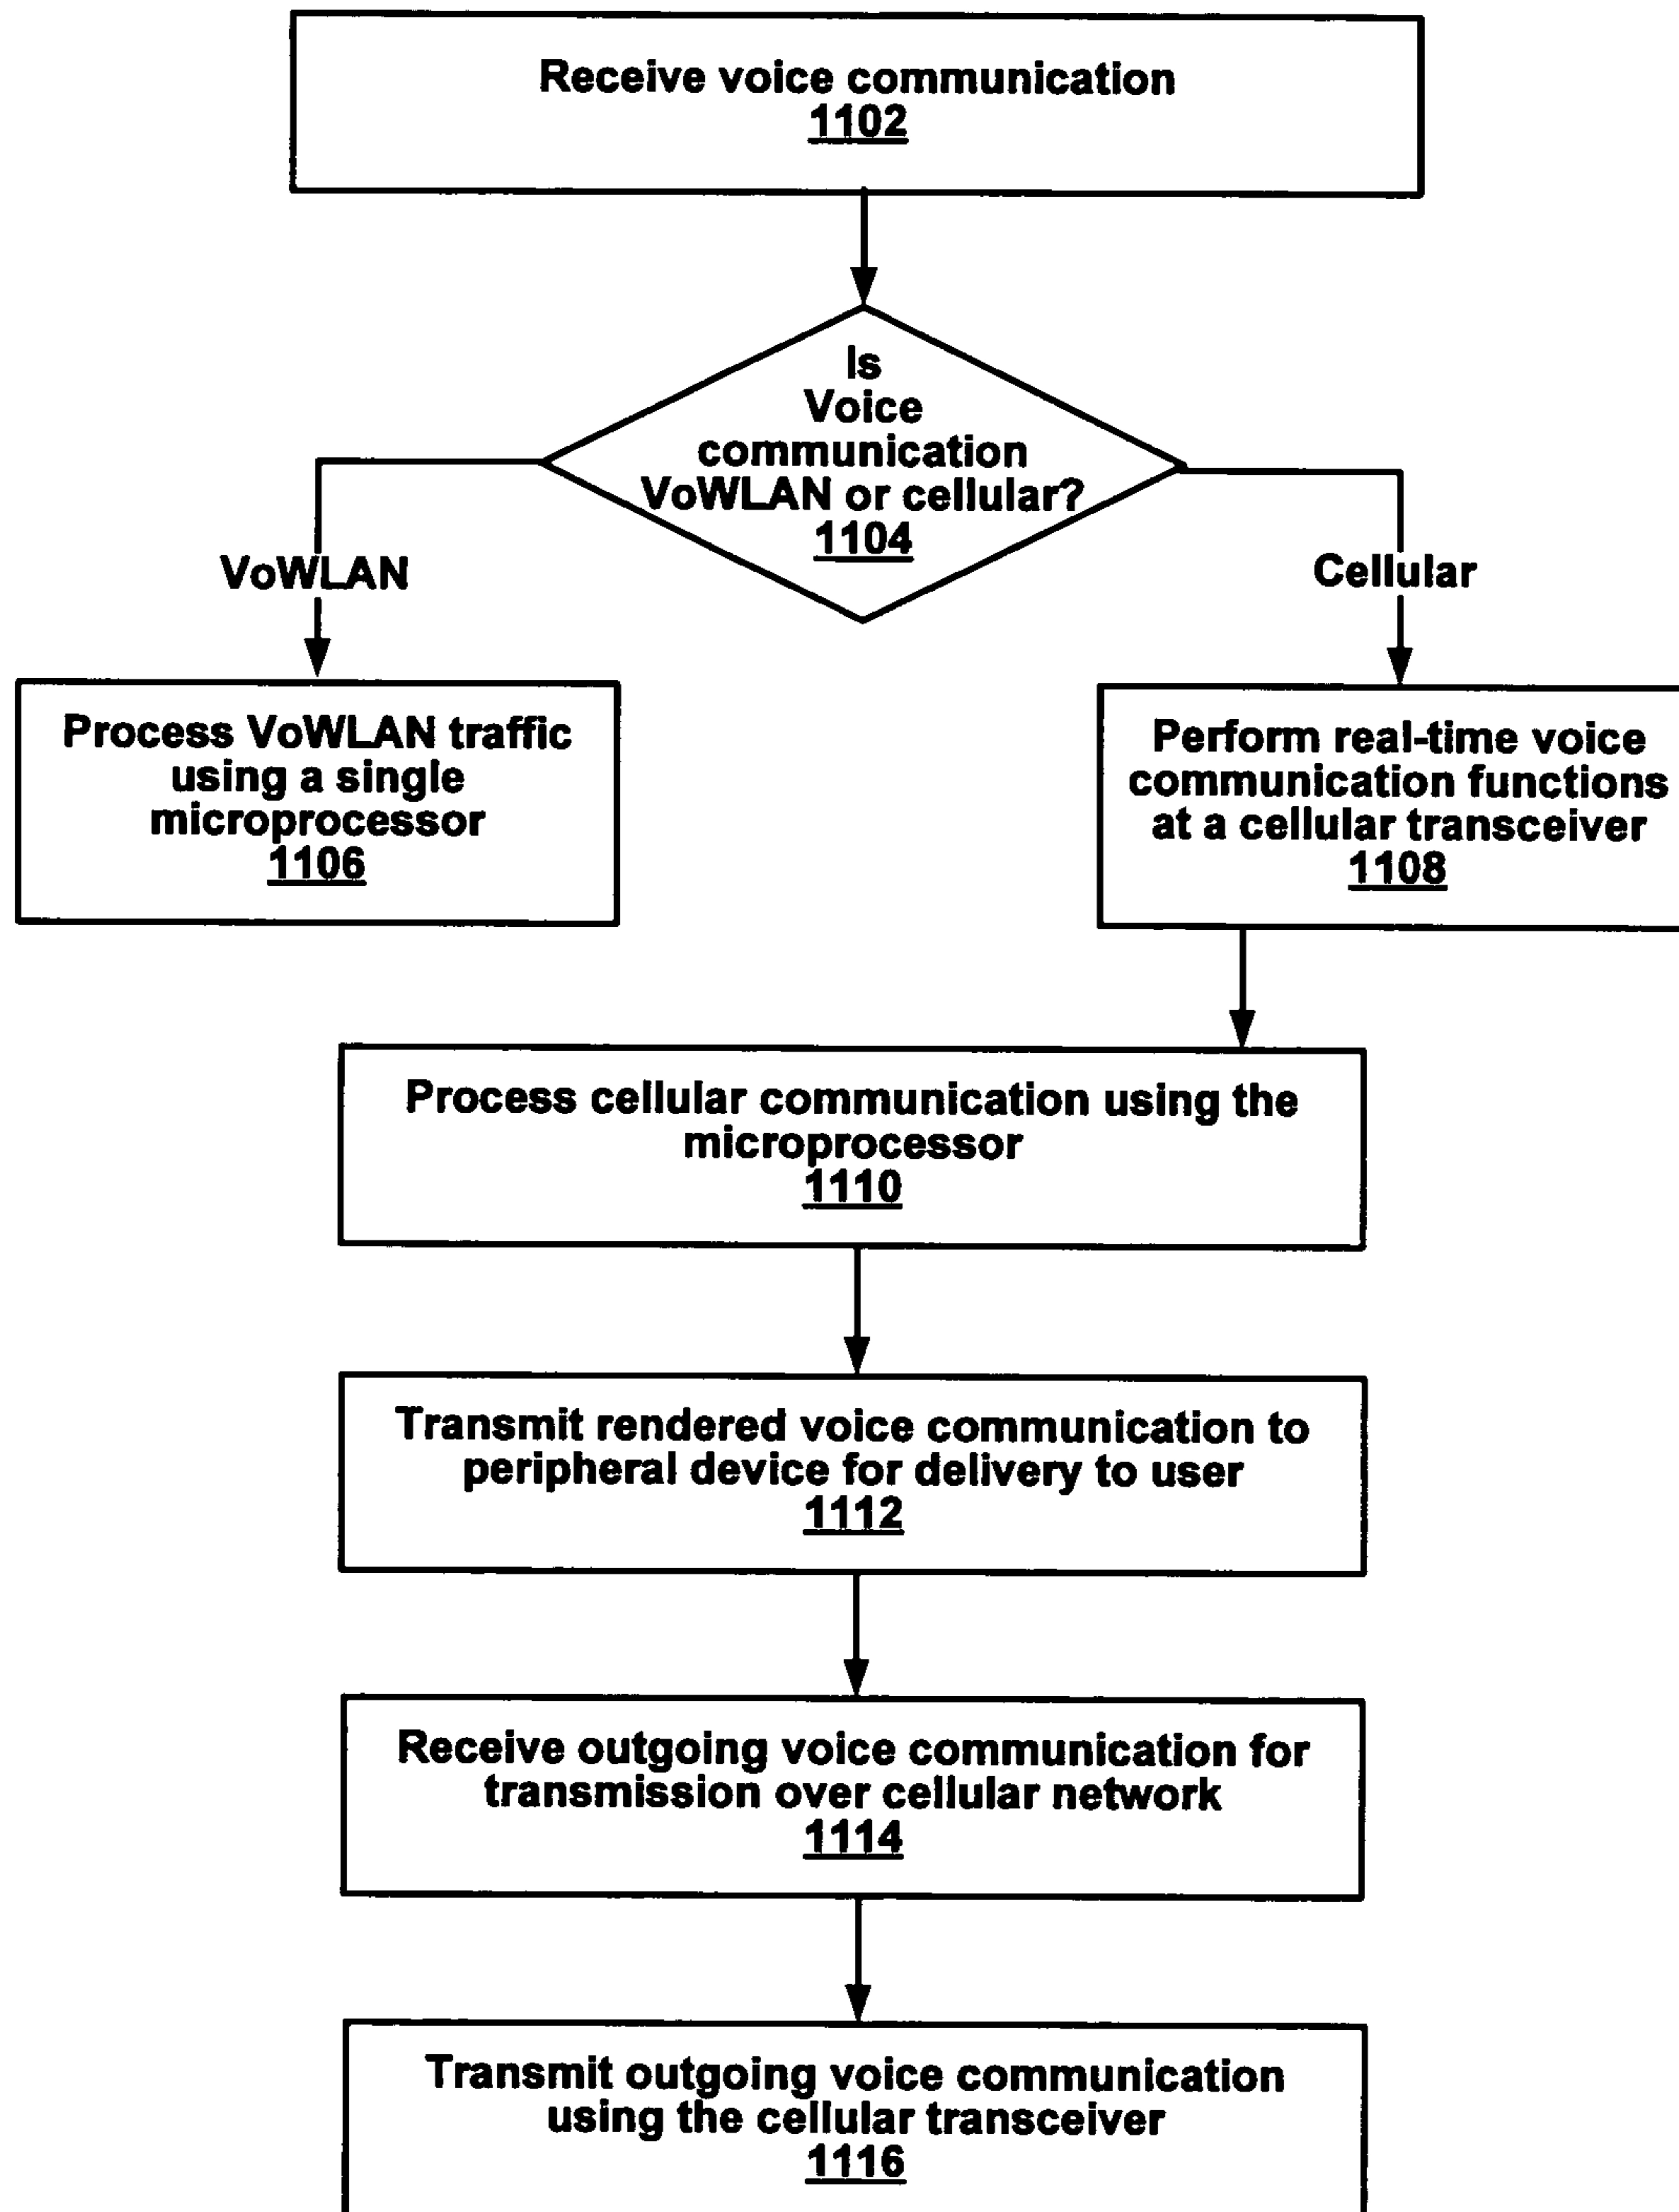 Receive voice communication
1102
Is
Voice
communication
VoWLAN or cellular?
1104
VoWLAN
Cellular
Process VoWLAN traffic
using a single
microprocessor
1106
Perform real-time voice
communication functions
at a cellular transceiver
1108
Process cellular communication using the
microprocessor
1110
Transmit rendered voice communication to
peripheral device for delivery to user
1112
Receive outgoing voice communication for
transmission over cellular network
1114
Transmit outgoing voice communication
using the cellular transceiver
1116